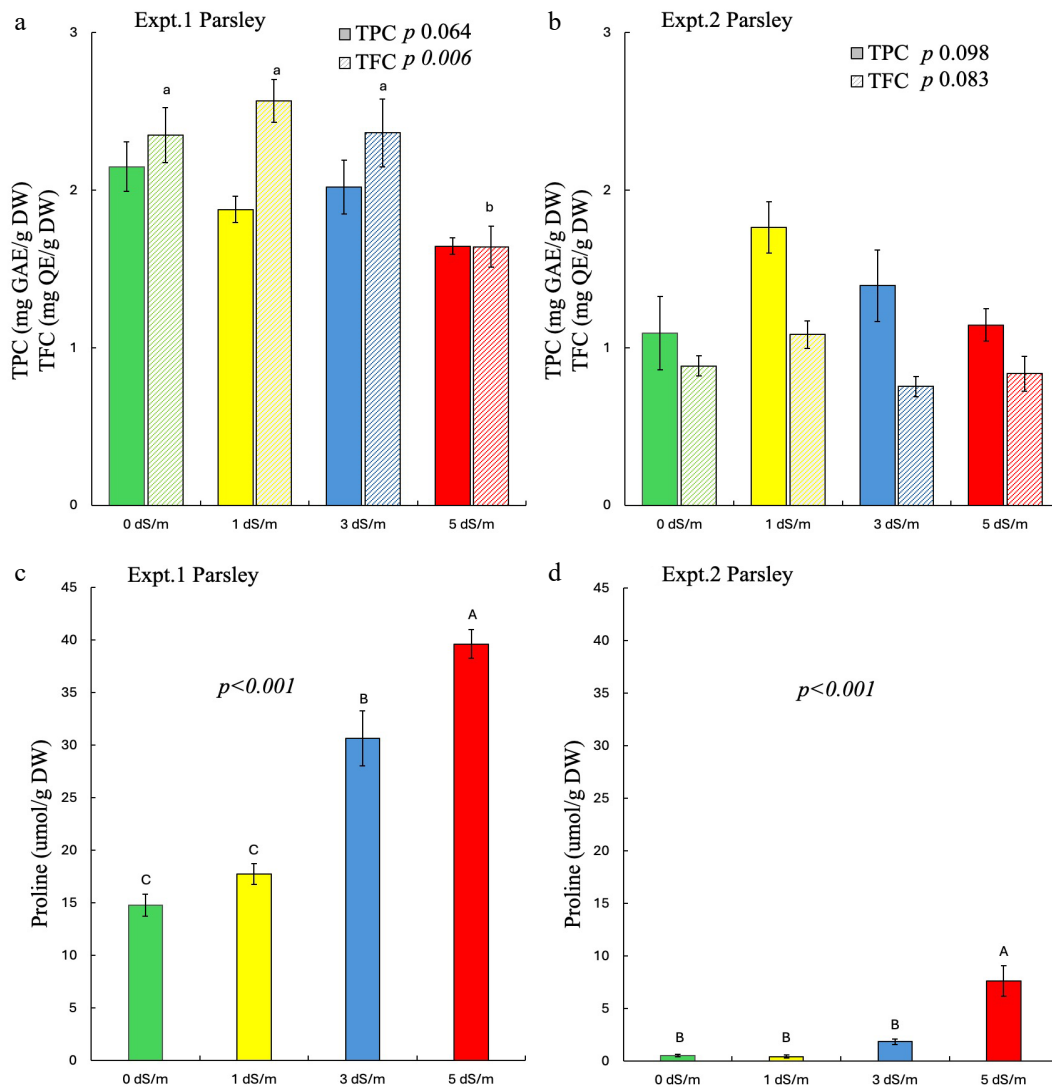 a
Expt.1 Parsley
TPC p 0.064
TFC p 0.006
TPC (mg GAE/g DW)
TFC (mg QE/g DW)
3
2
1
0
a
a
a
b
0 dS/m
1 dS/m
3 dS/m
5 dS/m
b
Expt.2 Parsley
TPC p 0.098
TFC p 0.083
TPC (mg GAE/g DW)
TFC (mg QE/g DW)
3
2
1
0
0 dS/m
1 dS/m
3 dS/m
5 dS/m
c
Expt.1 Parsley
p<0.001
Proline (umol/g DW)
45
40
35
30
25
20
15
10
5
0
C
C
B
A
0 dS/m
1 dS/m
3 dS/m
5 dS/m
d
Expt.2 Parsley
p<0.001
Proline (umol/g DW)
45
40
35
30
25
20
15
10
5
0
B
B
B
A
0 dS/m
1 dS/m
3 dS/m
5 dS/m